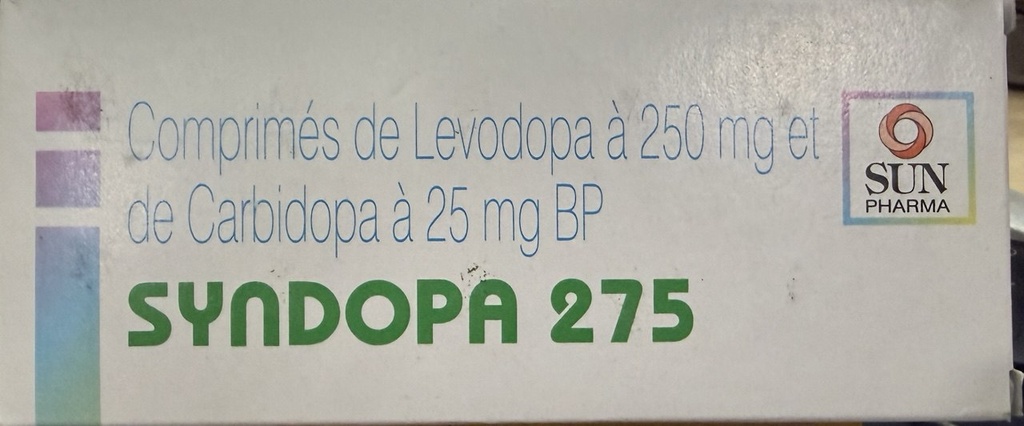 Comprimés de Levodopa à 250 mg et
de Carbidopa à 25 mg BP
SYNDOPA 275
SUN
PHARMA